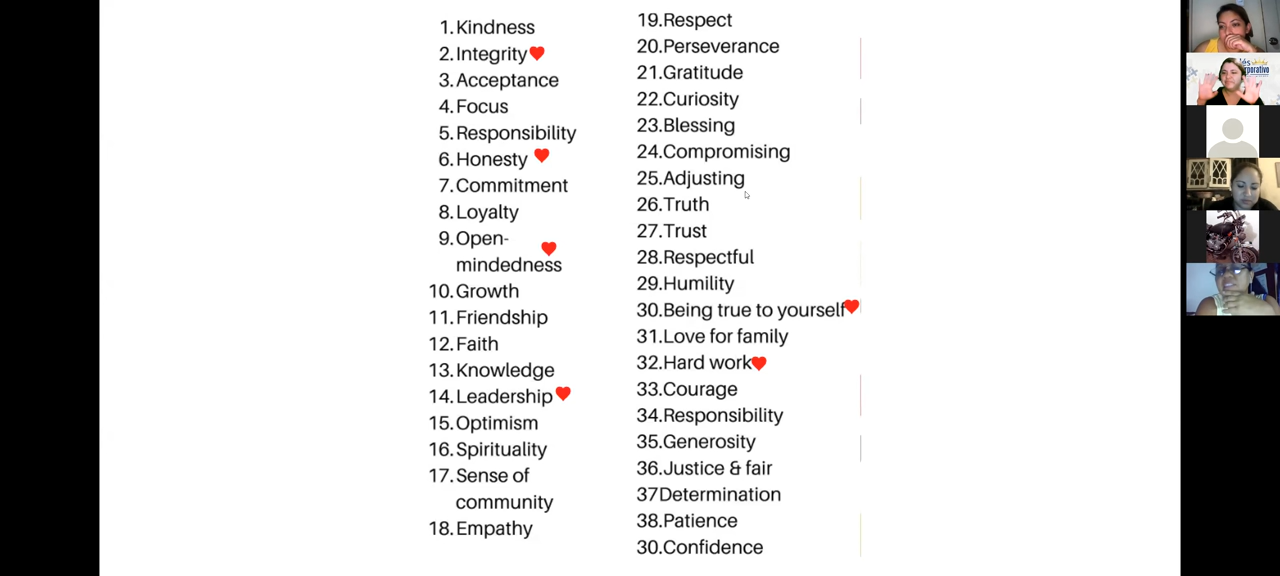 1. Kindness
2. Integrity
3. Acceptance
4. Focus
5. Responsibility
6. Honesty
7. Commitment
8. Loyalty
9. Open-
mindedness
10. Growth
11. Friendship
12. Faith
13. Knowledge
14. Leadership
15. Optimism
16. Spirituality
17. Sense of
community
18. Empathy
19.Respect
20.Perseverance
21.Gratitude
22.Curiosity
23.Blessing
24.Compromising
25.Adjusting
26.Truth
27.Trust
28.Respectful
29.Humility
30.Being true to yourself
31.Love for family
32.Hard work
33.Courage
34.Responsibility
35.Generosity
36.Justice & fair
37Determination
38.Patience
30.Confidence